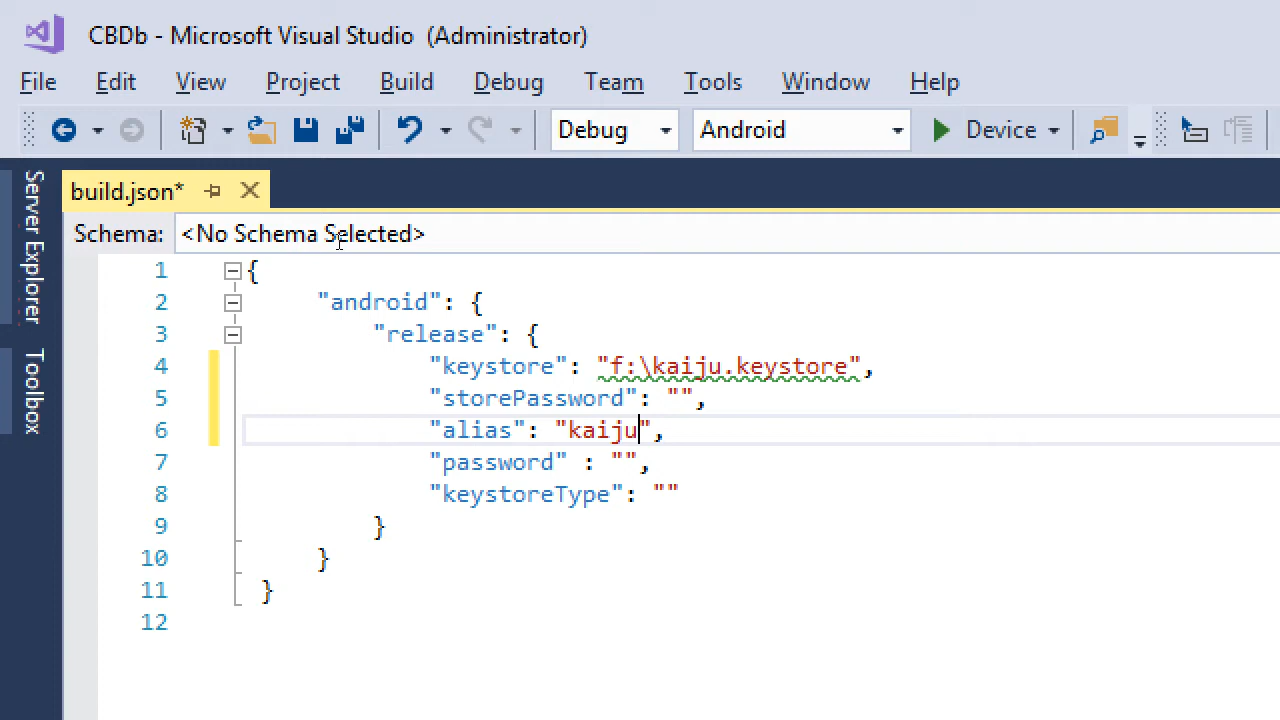 CBDb - Microsoft Visual Studio (Administrator)
File Edit View Project Build Debug Team Tools Window Help
Debug Android Device
Server Explorer
Toolbox
build.json*
Schema: <No Schema Selected>
1 {
2 "android": {
3 "release": {
4 "keystore": "f:\kaiju.keystore",
5 "storePassword": "",
6 "alias": "kaiju",
7 "password" : "",
8 "keystoreType": ""
9 }
10 }
11 }
12